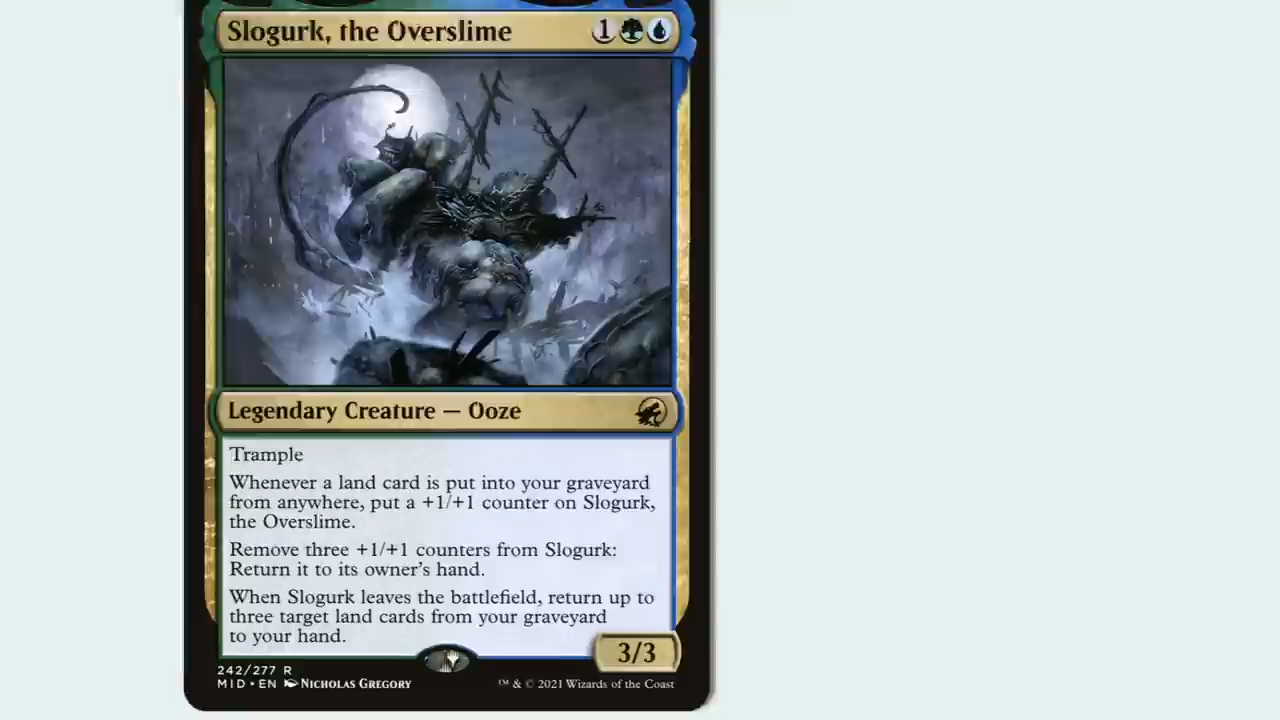 Slogurk, the Overslime 1
Legendary Creature — Ooze
Trample
Whenever a land card is put into your graveyard
from anywhere, put a +1/+1 counter on Slogurk,
the Overslime.
Remove three +1/+1 counters from Slogurk:
Return it to its owner's hand.
When Slogurk leaves the battlefield, return up to
three target land cards from your graveyard
to your hand.
3/3
242/277 R
MID • EN Nicholas Gregory ™ & © 2021 Wizards of the Coast